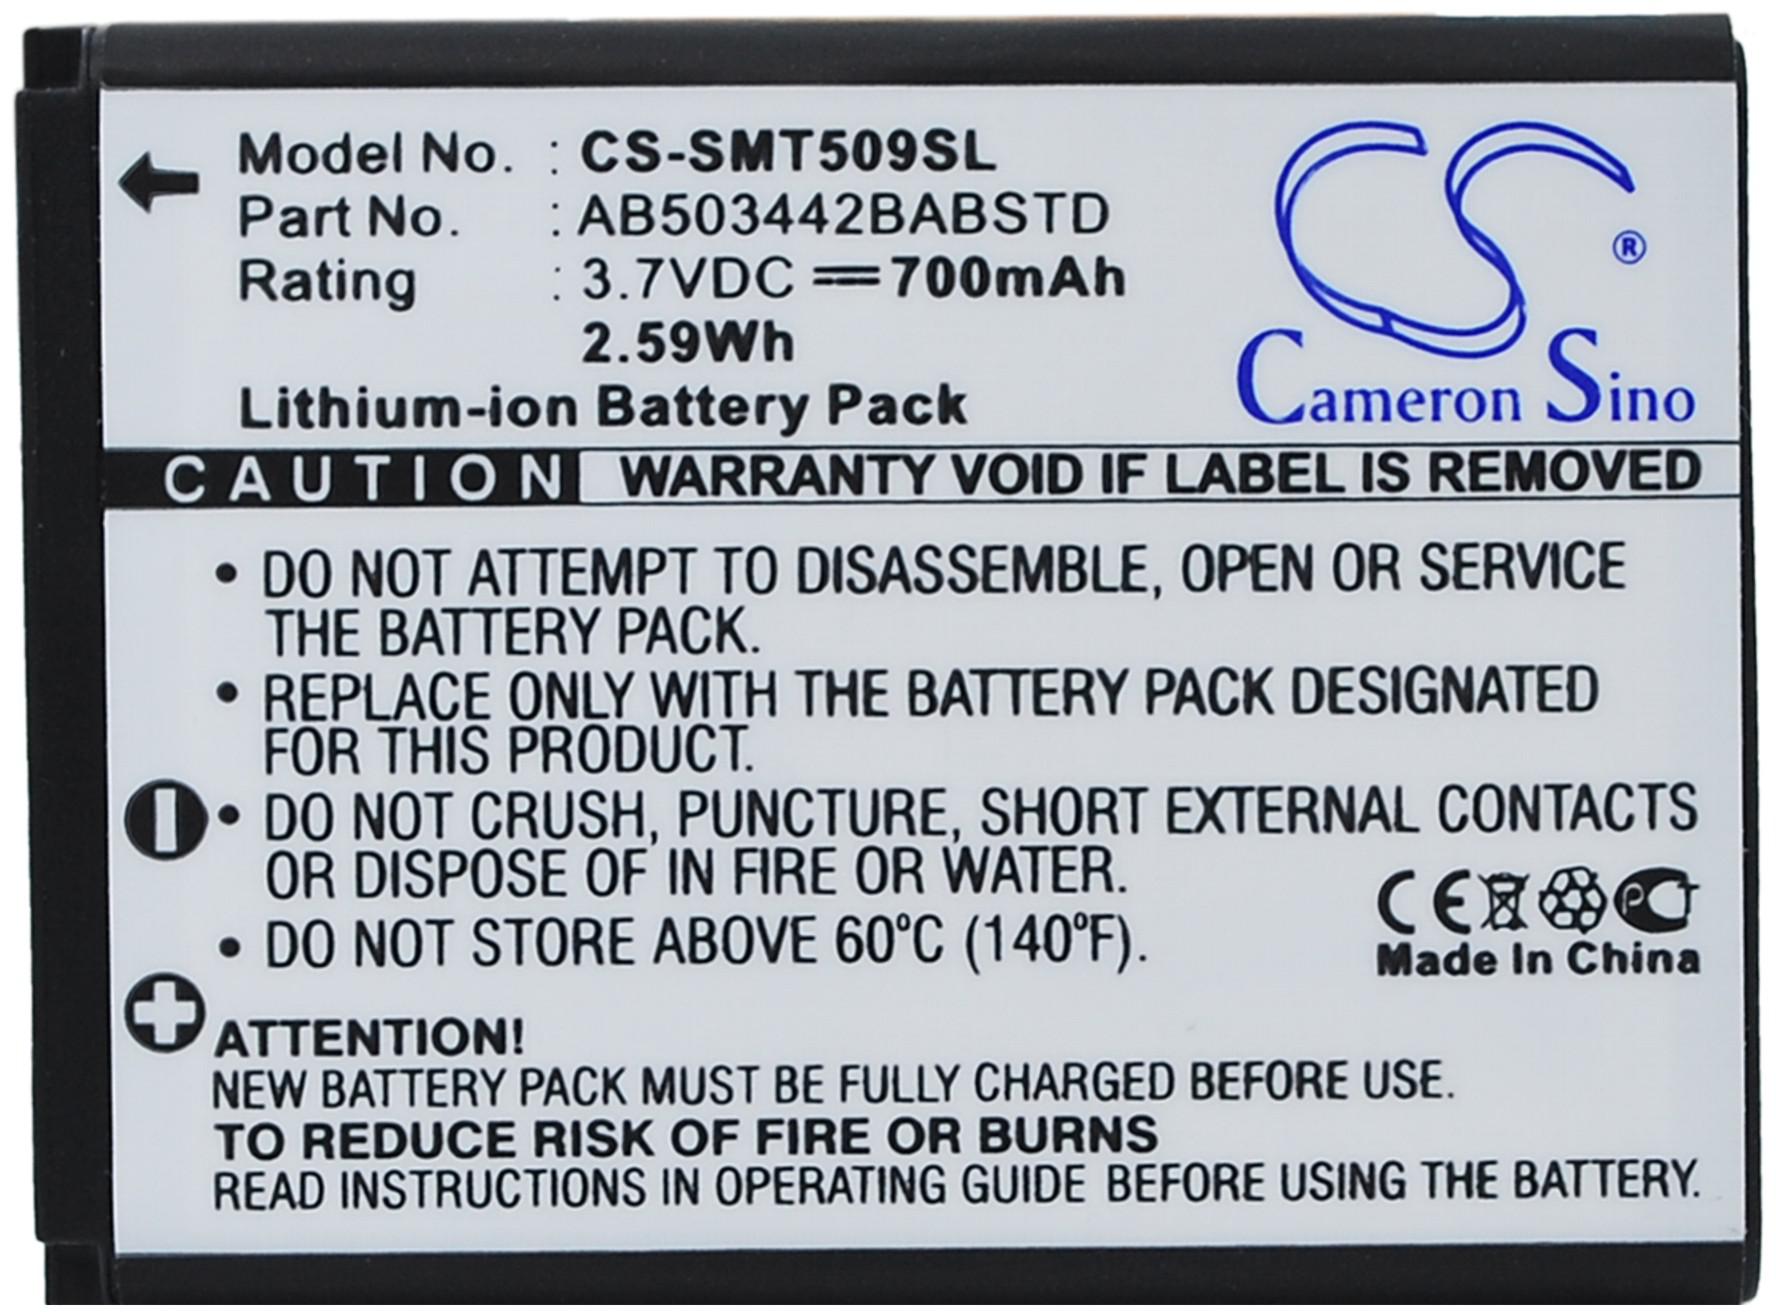 Model No. : CS-SMT509SL
Part No. : AB503442BABSTD
Rating : 3.7VDC ⎓ 700mAh
2.59Wh
Lithium-ion Battery Pack
CS ®
Cameron Sino
CAUTION WARRANTY VOID IF LABEL IS REMOVED
• DO NOT ATTEMPT TO DISASSEMBLE, OPEN OR SERVICE
THE BATTERY PACK.
• REPLACE ONLY WITH THE BATTERY PACK DESIGNATED
FOR THIS PRODUCT.
• DO NOT CRUSH, PUNCTURE, SHORT EXTERNAL CONTACTS
OR DISPOSE OF IN FIRE OR WATER.
• DO NOT STORE ABOVE 60°C (140°F).
CE PCT
Made In China
ATTENTION!
NEW BATTERY PACK MUST BE FULLY CHARGED BEFORE USE.
TO REDUCE RISK OF FIRE OR BURNS
READ INSTRUCTIONS IN OPERATING GUIDE BEFORE USING THE BATTERY.